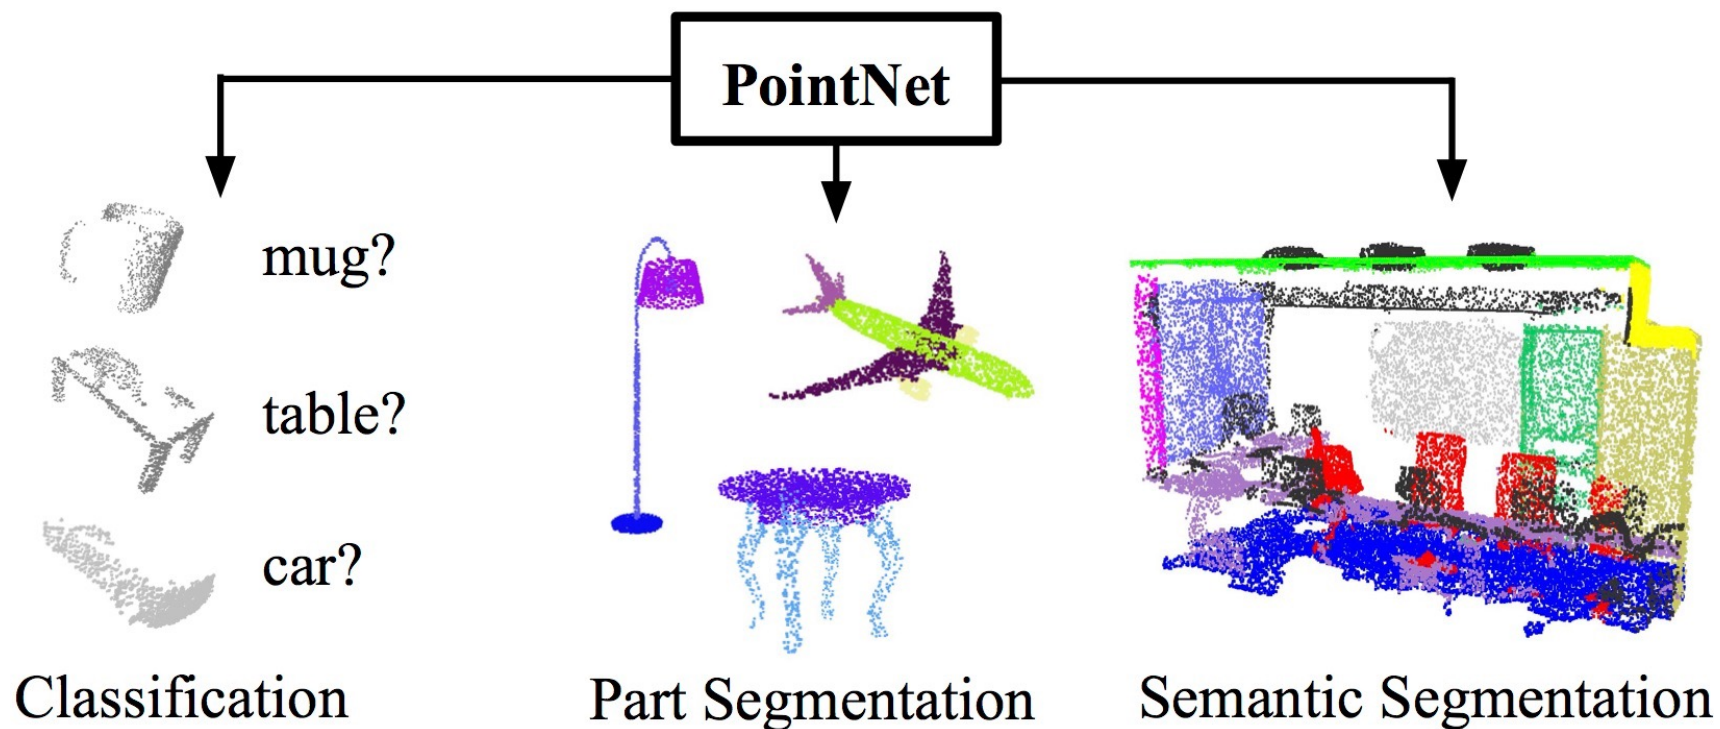 PointNet
mug?
table?
car?
Classification
Part Segmentation
Semantic Segmentation